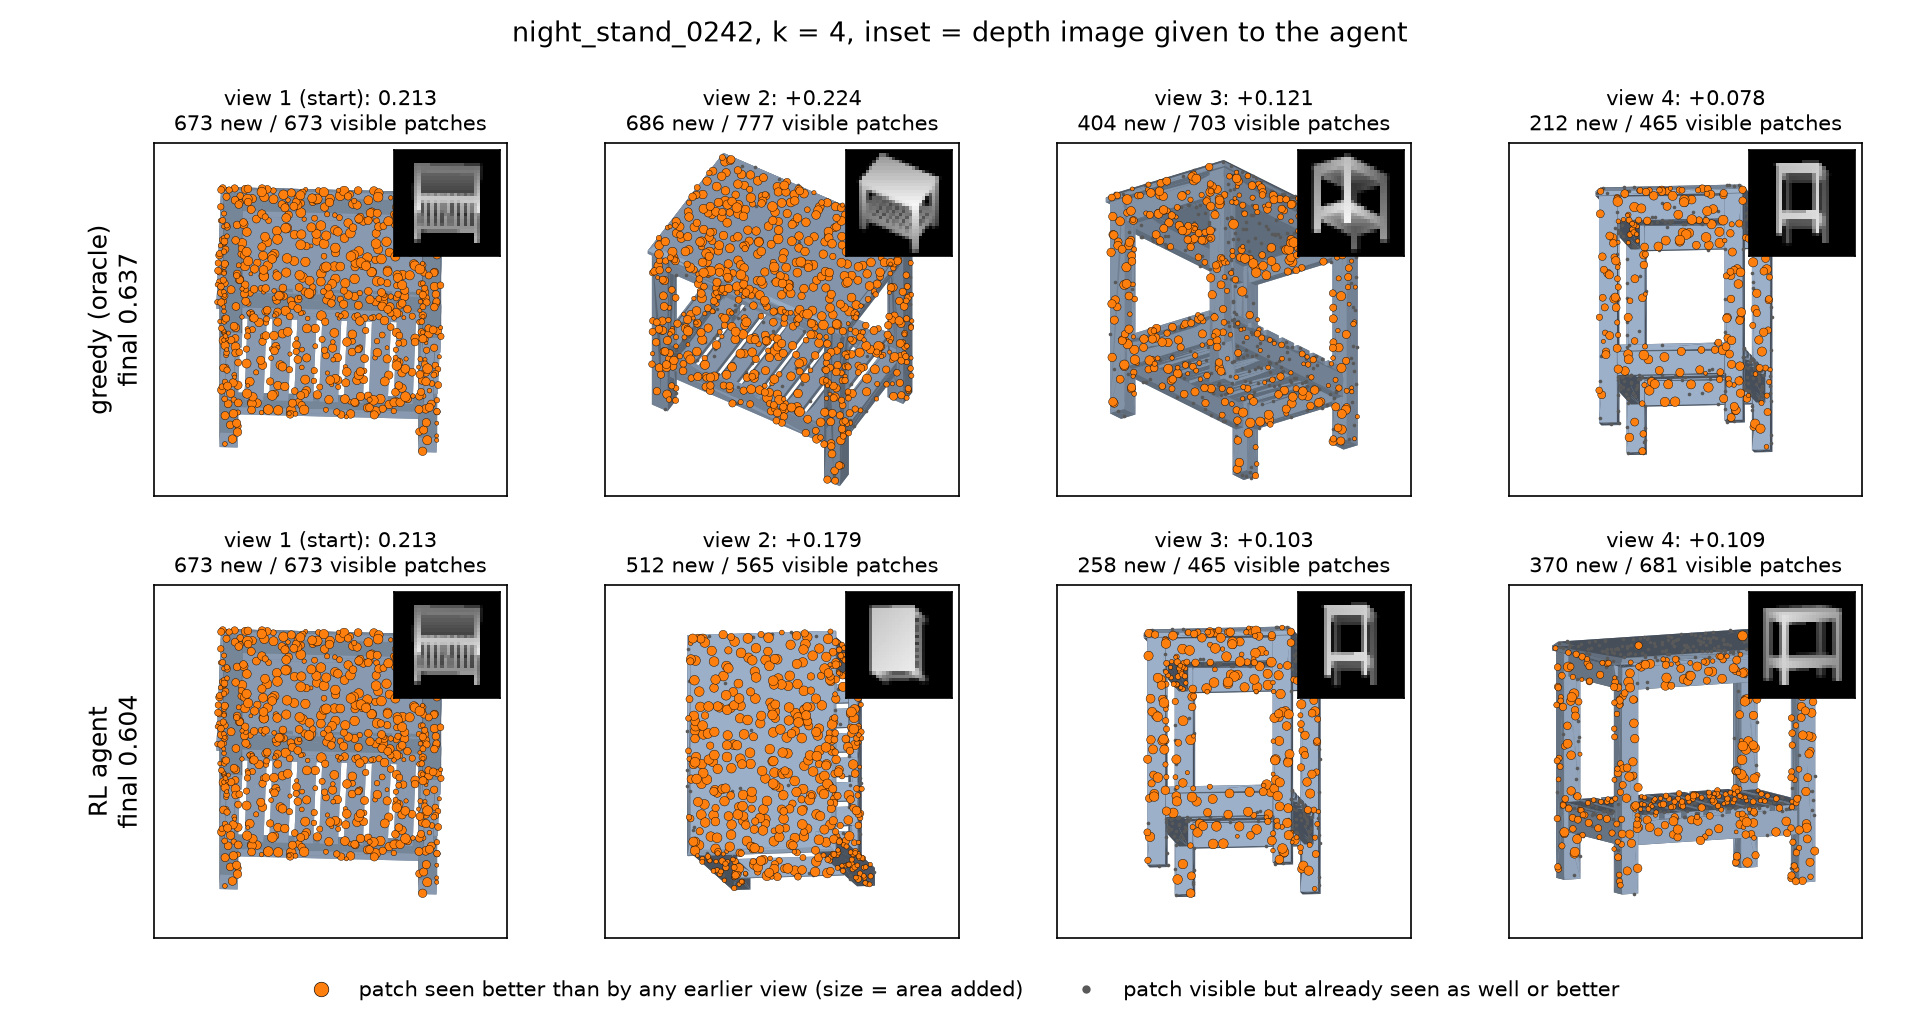 night_stand_0242, k = 4, inset = depth image given to the agent
greedy (oracle)
final 0.637
view 1 (start): 0.213
673 new / 673 visible patches
view 2: +0.224
686 new / 777 visible patches
view 3: +0.121
404 new / 703 visible patches
view 4: +0.078
212 new / 465 visible patches
RL agent
final 0.604
view 1 (start): 0.213
673 new / 673 visible patches
view 2: +0.179
512 new / 565 visible patches
view 3: +0.103
258 new / 465 visible patches
view 4: +0.109
370 new / 681 visible patches
patch seen better than by any earlier view (size = area added)
patch visible but already seen as well or better